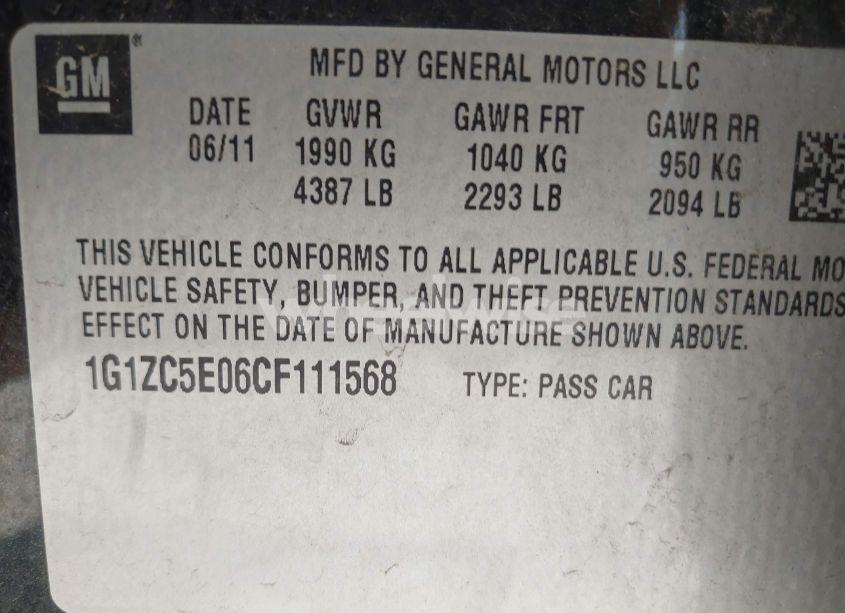 GM
MFD BY GENERAL MOTORS LLC
DATE GVWR GAWR FRT GAWR RR
06/11 1990 KG 1040 KG 950 KG
4387 LB 2293 LB 2094 LB
THIS VEHICLE CONFORMS TO ALL APPLICABLE U.S. FEDERAL MO
VEHICLE SAFETY, BUMPER, AND THEFT PREVENTION STANDARDS
EFFECT ON THE DATE OF MANUFACTURE SHOWN ABOVE.
1G1ZC5E06CF111568 TYPE: PASS CAR